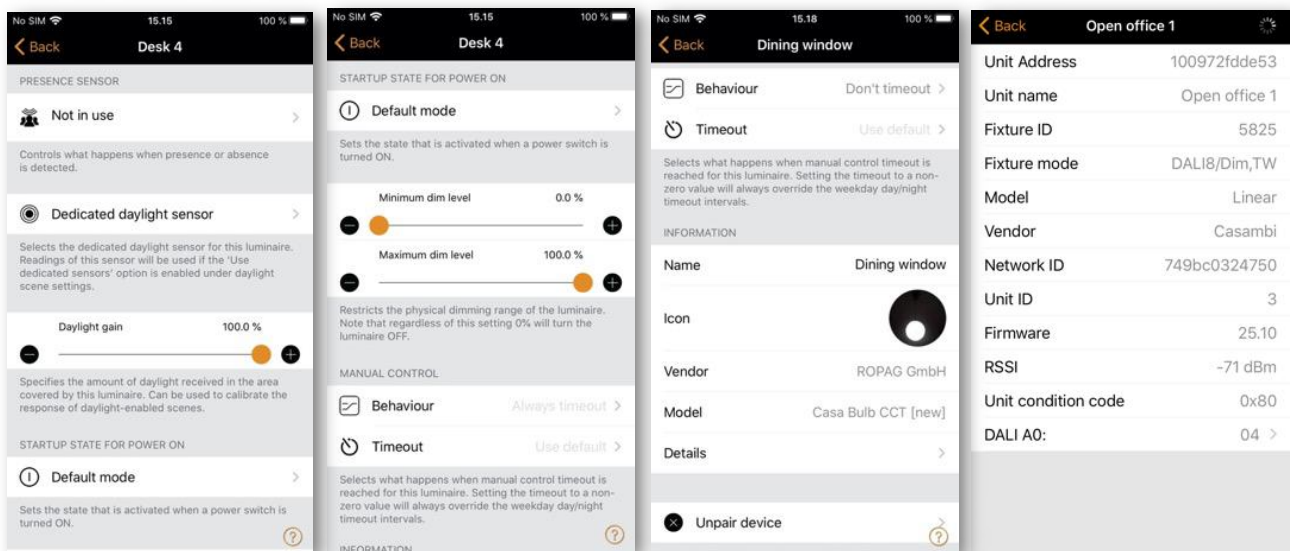 No SIM 15.15 100 %
Back Desk 4
PRESENCE SENSOR
Not in use
Controls what happens when presence or absence
is detected.
Dedicated daylight sensor
Selects the dedicated daylight sensor for this luminaire.
Readings of this sensor will be used if the 'Use
dedicated sensors' option is enabled under daylight
scene settings.
Daylight gain 100.0 %
Specifies the amount of daylight received in the area
covered by this luminaire. Can be used to calibrate the
response of daylight-enabled scenes.
STARTUP STATE FOR POWER ON
Default mode
Sets the state that is activated when a power switch is
turned ON.
?
No SIM 15.15 100 %
Back Desk 4
STARTUP STATE FOR POWER ON
Default mode
Sets the state that is activated when a power switch is
turned ON.
Minimum dim level 0.0 %
Maximum dim level 100.0 %
Restricts the physical dimming range of the luminaire.
Note that regardless of this setting 0% will turn the
luminaire OFF.
MANUAL CONTROL
Behaviour Always timeout
Timeout Use default
Selects what happens when manual control timeout is
reached for this luminaire. Setting the timeout to a non-
zero value will always override the weekday day/night
timeout intervals.
?
INFORMATION
No SIM 15.18 100 %
Back Dining window
Behaviour Don't timeout
Timeout Use default
Selects what happens when manual control timeout is
reached for this luminaire. Setting the timeout to a non-
zero value will always override the weekday day/night
timeout intervals.
INFORMATION
Name Dining window
Icon
Vendor ROPAG GmbH
Model Casa Bulb CCT [new]
Details
Unpair device
?
Back Open office 1
Unit Address 100972fdde53
Unit name Open office 1
Fixture ID 5825
Fixture mode DALI8/Dim,TW
Model Linear
Vendor Casambi
Network ID 749bc0324750
Unit ID 3
Firmware 25.10
RSSI -71 dBm
Unit condition code 0x80
DALI A0: 04